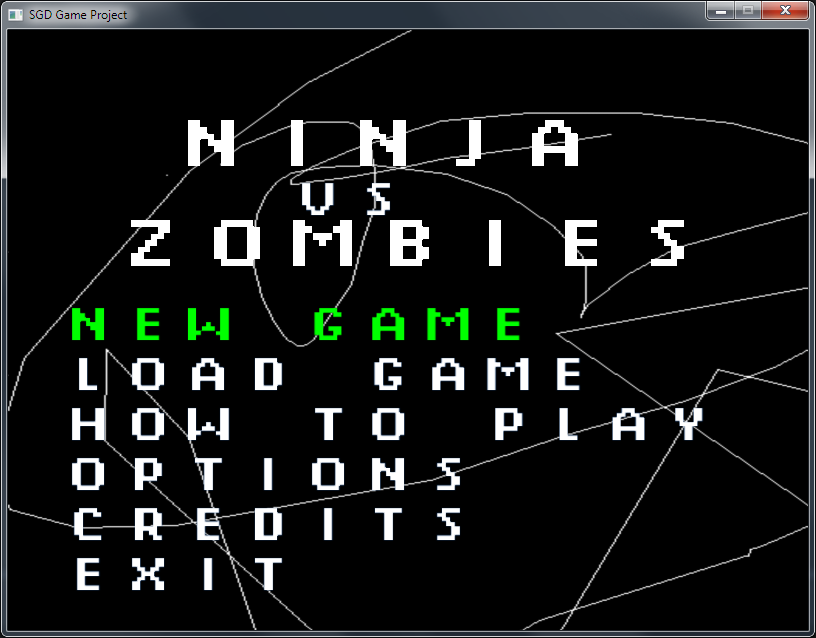 SGD Game Project
NINJA
VS
ZOMBIES
NEW GAME
LOAD GAME
HOW TO PLAY
OPTIONS
CREDITS
EXIT